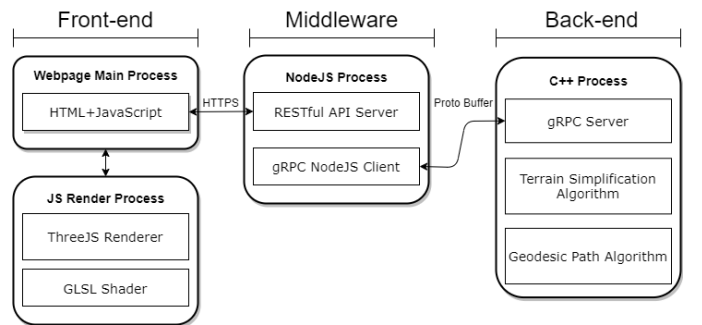 Front-end
Middleware
Back-end
Webpage Main Process
HTML+JavaScript
HTTPS
NodeJS Process
RESTful API Server
gRPC NodeJS Client
Proto Buffer
C++ Process
gRPC Server
Terrain Simplification
Algorithm
Geodesic Path Algorithm
JS Render Process
ThreeJS Renderer
GLSL Shader